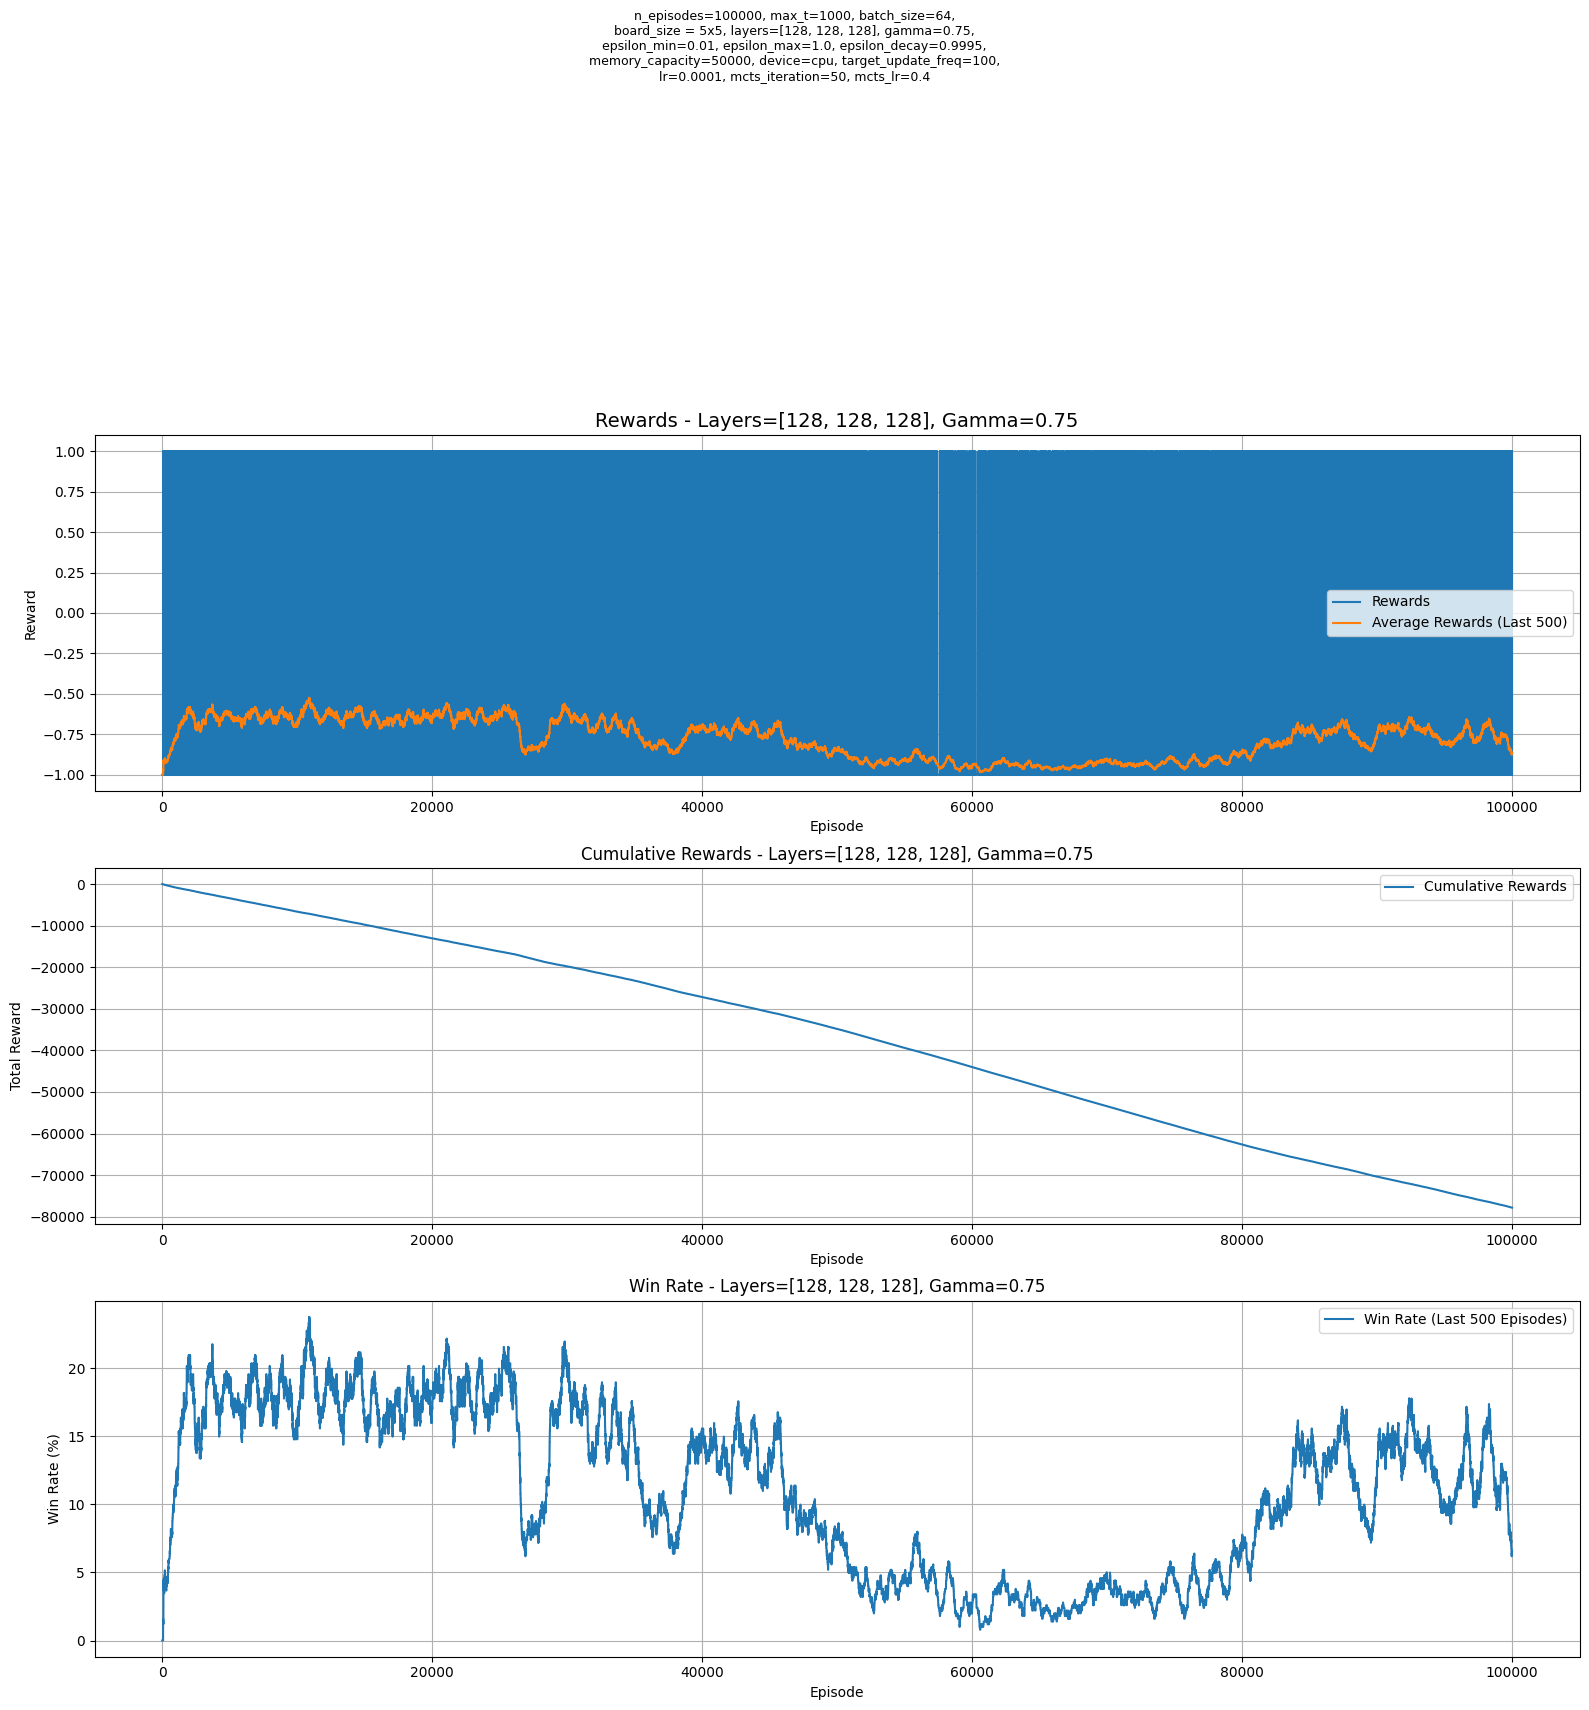 n_episodes=100000, max_t=1000, batch_size=64,
board_size = 5x5, layers=[128, 128, 128], gamma=0.75,
epsilon_min=0.01, epsilon_max=1.0, epsilon_decay=0.9995,
memory_capacity=50000, device=cpu, target_update_freq=100,
lr=0.0001, mcts_iteration=50, mcts_lr=0.4
Rewards - Layers=[128, 128, 128], Gamma=0.75
1.00
0.75
0.50
0.25
0.00
−0.25
−0.50
−0.75
−1.00
Reward
Rewards
Average Rewards (Last 500)
0 20000 40000 60000 80000 100000
Episode
Cumulative Rewards - Layers=[128, 128, 128], Gamma=0.75
0
−10000
−20000
−30000
−40000
−50000
−60000
−70000
−80000
Total Reward
Cumulative Rewards
0 20000 40000 60000 80000 100000
Episode
Win Rate - Layers=[128, 128, 128], Gamma=0.75
20
15
10
5
0
Win Rate (%)
Win Rate (Last 500 Episodes)
0 20000 40000 60000 80000 100000
Episode